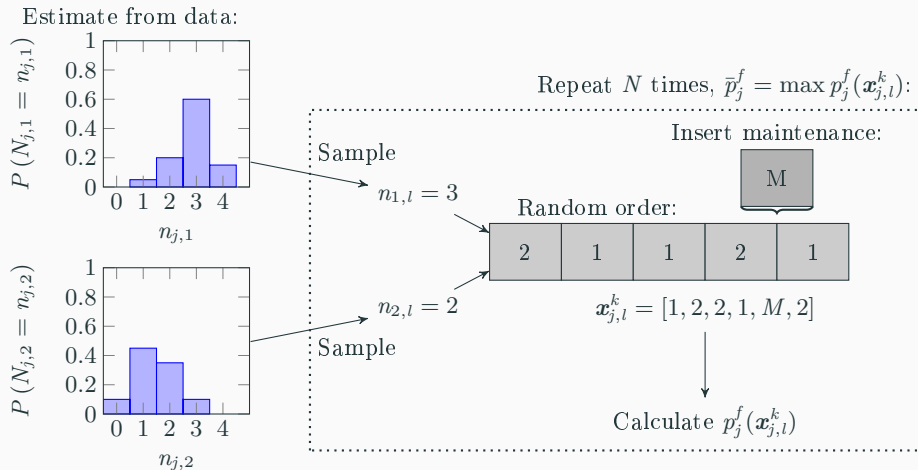 Estimate from data:
P (N_{j,1} = n_{j,1})
1
0.8
0.6
0.4
0.2
0
0 1 2 3 4
n_{j,1}
P (N_{j,2} = n_{j,2})
1
0.8
0.6
0.4
0.2
0
0 1 2 3 4
n_{j,2}
Repeat N times, \bar{p}_j^f = max p_j^f(x_{j,l}^k):
Sample
n_{1,l} = 3
Sample
n_{2,l} = 2
Insert maintenance:
M
Random order:
2 1 1 2 1
x_{j,l}^k = [1, 2, 2, 1, M, 2]
Calculate p_j^f(x_{j,l}^k)